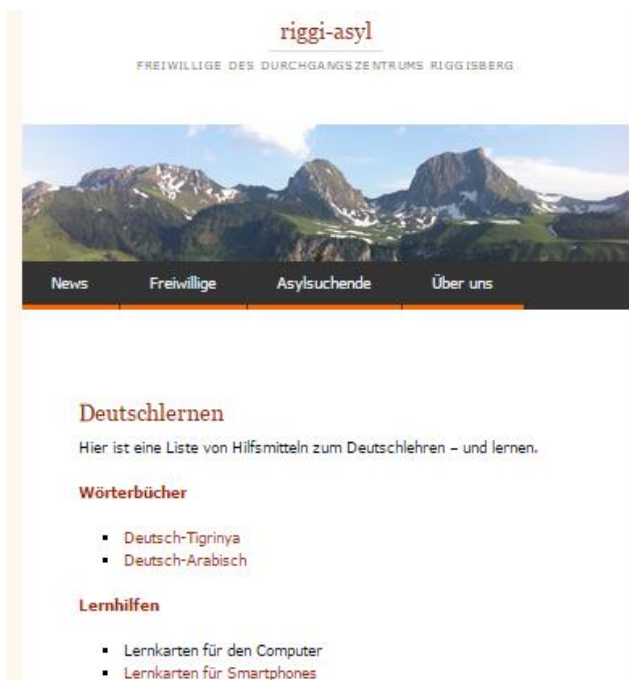 riggi-asyl
FREIWILLIGE DES DURCHGANGSZENTRUMS RIGGISBERG
News Freiwillige Asylsuchende Über uns
Deutschlernen
Hier ist eine Liste von Hilfsmitteln zum Deutschlehren – und lernen.
Wörterbücher
Deutsch-Tigrinya
Deutsch-Arabisch
Lernhilfen
Lernkarten für den Computer
Lernkarten für Smartphones